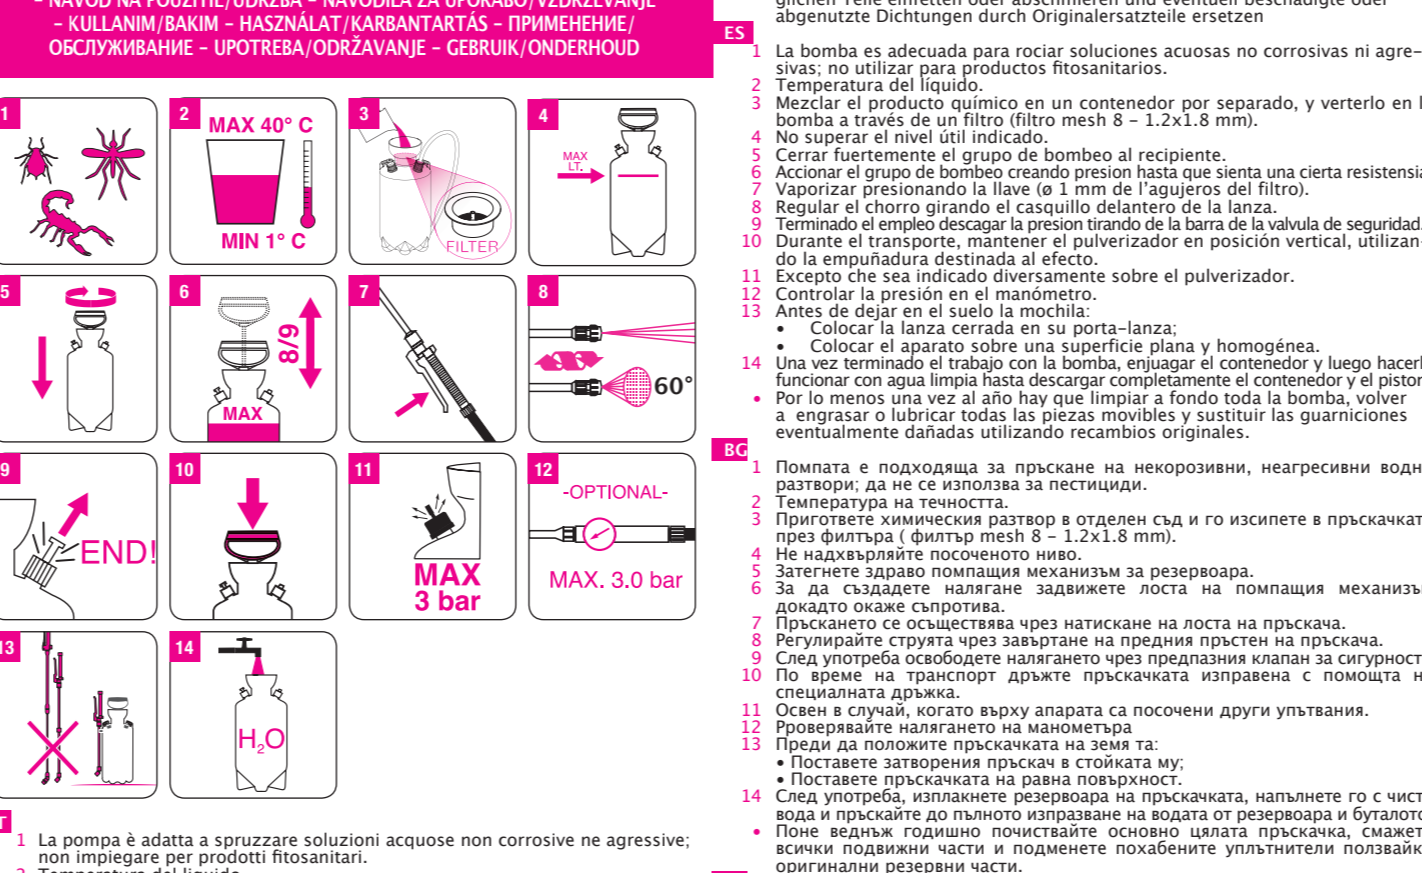 – NÁVOD NA POUŽITIE/ÚDRŽBA – NAVODILA ZA UPORABO/VZDRŽEVANJE
– KULLANIM/BAKIM – HASZNÁLAT/KARBANTARTÁS – ПРИМЕНЕНИЕ/
ОБСЛУЖИВАНИЕ – UPOTREBA/ODRŽAVANJE – GEBRUIK/ONDERHOUD
1
2
MAX 40° C
MIN 1° C
3
FILTER
4
MAX
LT.
5
6
8/9
MAX
7
8
60°
9
END!
10
11
MAX
3 bar
12
-OPTIONAL-
MAX. 3.0 bar
13
14
H₂O
1 La pompa è adatta a spruzzare soluzioni acquose non corrosive ne agressive;
non impiegare per prodotti fitosanitari.
2 Temperatura del liquido.
glichen Teile einfetten oder abschmieren und eventuell beschädigte oder
abgenutzte Dichtungen durch Originalersatzteile ersetzen
ES
1 La bomba es adecuada para rociar soluciones acuosas no corrosivas ni agre-
sivas; no utilizar para productos fitosanitarios.
2 Temperatura del líquido.
3 Mezclar el producto químico en un contenedor por separado, y verterlo en l
bomba a través de un filtro (filtro mesh 8 – 1.2x1.8 mm).
4 No superar el nivel útil indicado.
5 Cerrar fuertemente el grupo de bombeo al recipiente.
6 Accionar el grupo de bombeo creando presion hasta que sienta una cierta resistensia
7 Vaporizar presionando la llave (ø 1 mm de l'agujeros del filtro).
8 Regular el chorro girando el casquillo delantero de la lanza.
9 Terminado el empleo descagar la presion tirando de la barra de la valvula de seguridad.
10 Durante el transporte, mantener el pulverizador en posición vertical, utilizan-
do la empuñadura destinada al efecto.
11 Excepto che sea indicado diversamente sobre el pulverizador.
12 Controlar la presión en el manómetro.
13 Antes de dejar en el suelo la mochila:
• Colocar la lanza cerrada en su porta–lanza;
• Colocar el aparato sobre una superficie plana y homogénea.
14 Una vez terminado el trabajo con la bomba, enjuagar el contenedor y luego hacerl
funcionar con agua limpia hasta descargar completamente el contenedor y el piston
• Por lo menos una vez al año hay que limpiar a fondo toda la bomba, volver
a engrasar o lubricar todas las piezas movibles y sustituir las guarniciones
eventualmente dañadas utilizando recambios originales.
BG
1 Помпата е подходяща за пръскане на некорозивни, неагресивни водн
разтвори; да не се използва за пестициди.
2 Температура на течността.
3 Пригответе химическия разтвор в отделен съд и го изсипете в пръскачкат
през филтъра ( филтър mesh 8 – 1.2x1.8 mm).
4 Не надхвърляйте посоченото ниво.
5 Затегнете здраво помпащия механизъм за резервоара.
6 За да създадете налягане задвижете лоста на помпащия механизъм
докадто окаже съпротива.
7 Пръскането се осъществява чрез натискане на лоста на пръскача.
8 Регулирайте струята чрез завъртане на предния пръстен на пръскача.
9 След употреба освободете налягането чрез предпазния клапан за сигурност
10 По време на транспорт дръжте пръскачката изправена с помощта н
специалната дръжка.
11 Освен в случай, когато върху апарата са посочени други упътвания.
12 Pроверявайте налягането на манометъра
13 Преди да положите пръскачката на земя та:
• Поставете затворения пръскач в стойката му;
• Поставете пръскачката на равна повърхност.
14 След употреба, изплакнете резервоара на пръскачката, напълнете го с чист
вода и пръскайте до пълното изпразване на водата от резервоара и буталото
• Поне веднъж годишно почиствайте основно цялата пръскачка, смажет
всички подвижни части и подменете похабените уплътнители ползвайк
оригинални резервни части.